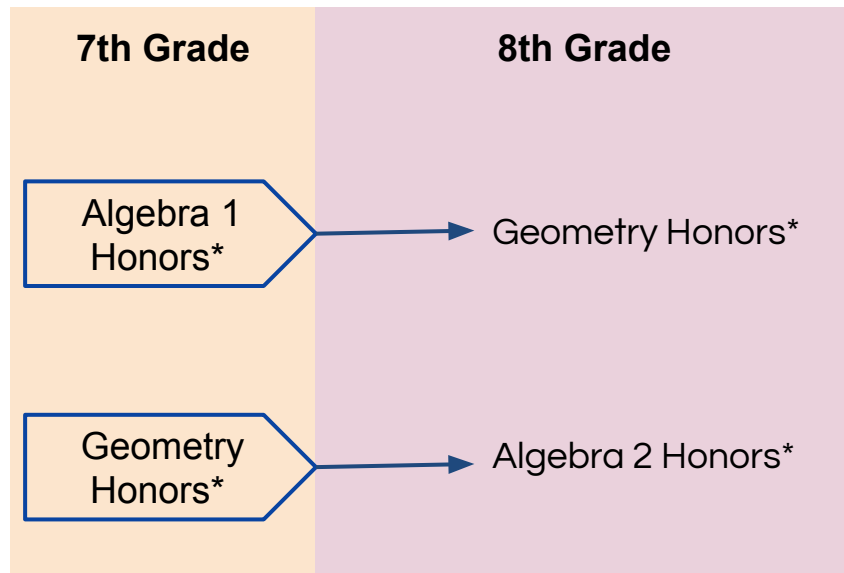 7th Grade
8th Grade
Algebra 1
Honors*
Geometry Honors*
Geometry
Honors*
Algebra 2 Honors*